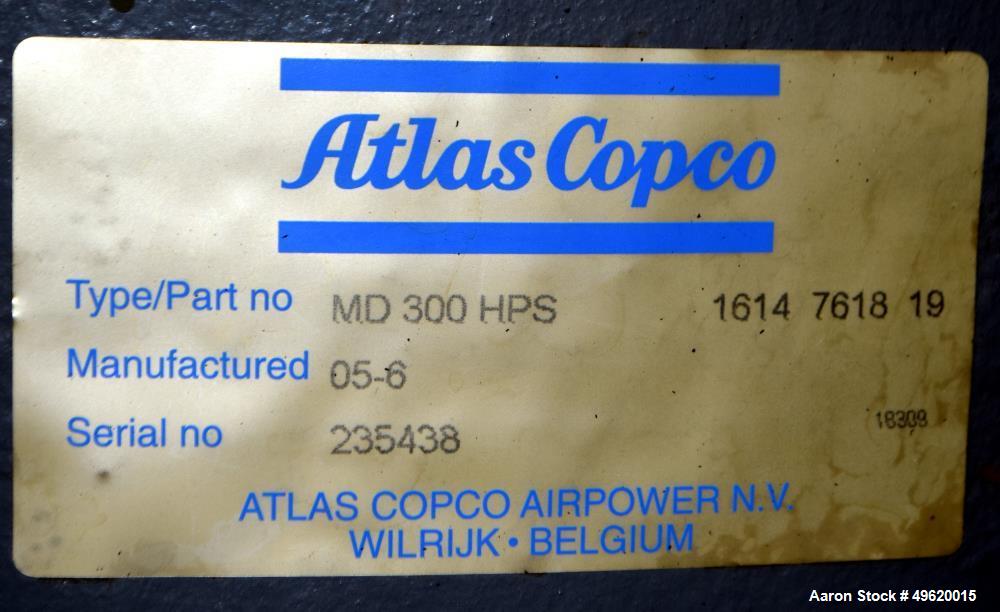 Atlas Copco
Type/Part no MD 300 HPS 1614 7618 19
Manufactured 05-6
Serial no 235438
18309
ATLAS COPCO AIRPOWER N.V.
WILRIJK • BELGIUM
Aaron Stock # 49620015